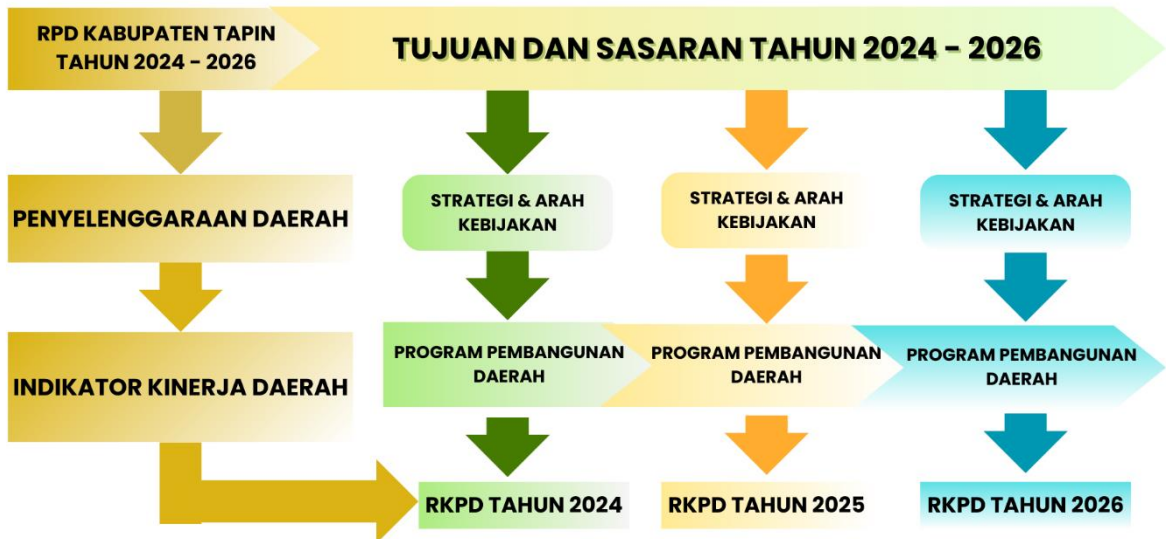 RPD KABUPATEN TAPIN
TAHUN 2024 - 2026
TUJUAN DAN SASARAN TAHUN 2024 - 2026
PENYELENGGARAAN DAERAH
STRATEGI & ARAH
KEBIJAKAN
STRATEGI & ARAH
KEBIJAKAN
STRATEGI & ARAH
KEBIJAKAN
INDIKATOR KINERJA DAERAH
PROGRAM PEMBANGUNAN
DAERAH
PROGRAM PEMBANGUNAN
DAERAH
PROGRAM PEMBANGUNAN
DAERAH
RKPD TAHUN 2024
RKPD TAHUN 2025
RKPD TAHUN 2026